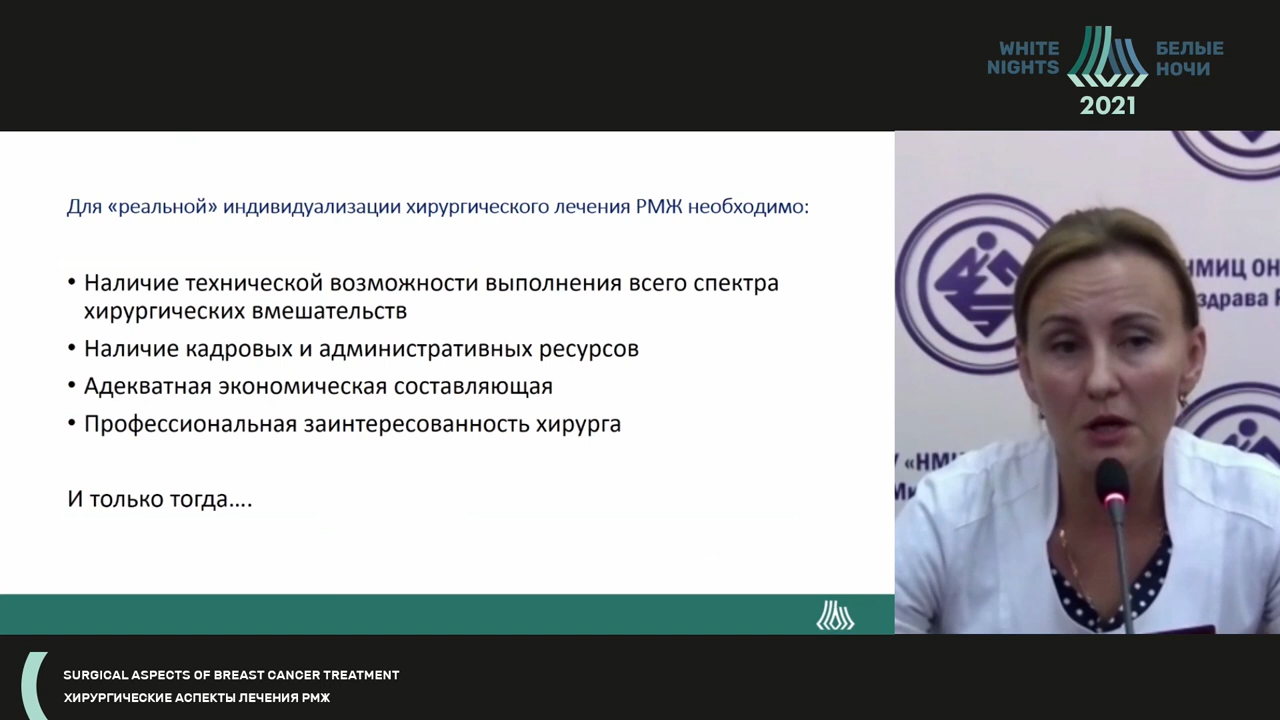 WHITE NIGHTS
БЕЛЫЕ НОЧИ
2021
Для «реальной» индивидуализации хирургического лечения РМЖ необходимо:
• Наличие технической возможности выполнения всего спектра
хирургических вмешательств
• Наличие кадровых и административных ресурсов
• Адекватная экономическая составляющая
• Профессиональная заинтересованность хирурга
И только тогда....
НМИЦ ОН
здрава
«НМИ
SURGICAL ASPECTS OF BREAST CANCER TREATMENT
ХИРУРГИЧЕСКИЕ АСПЕКТЫ ЛЕЧЕНИЯ РМЖ